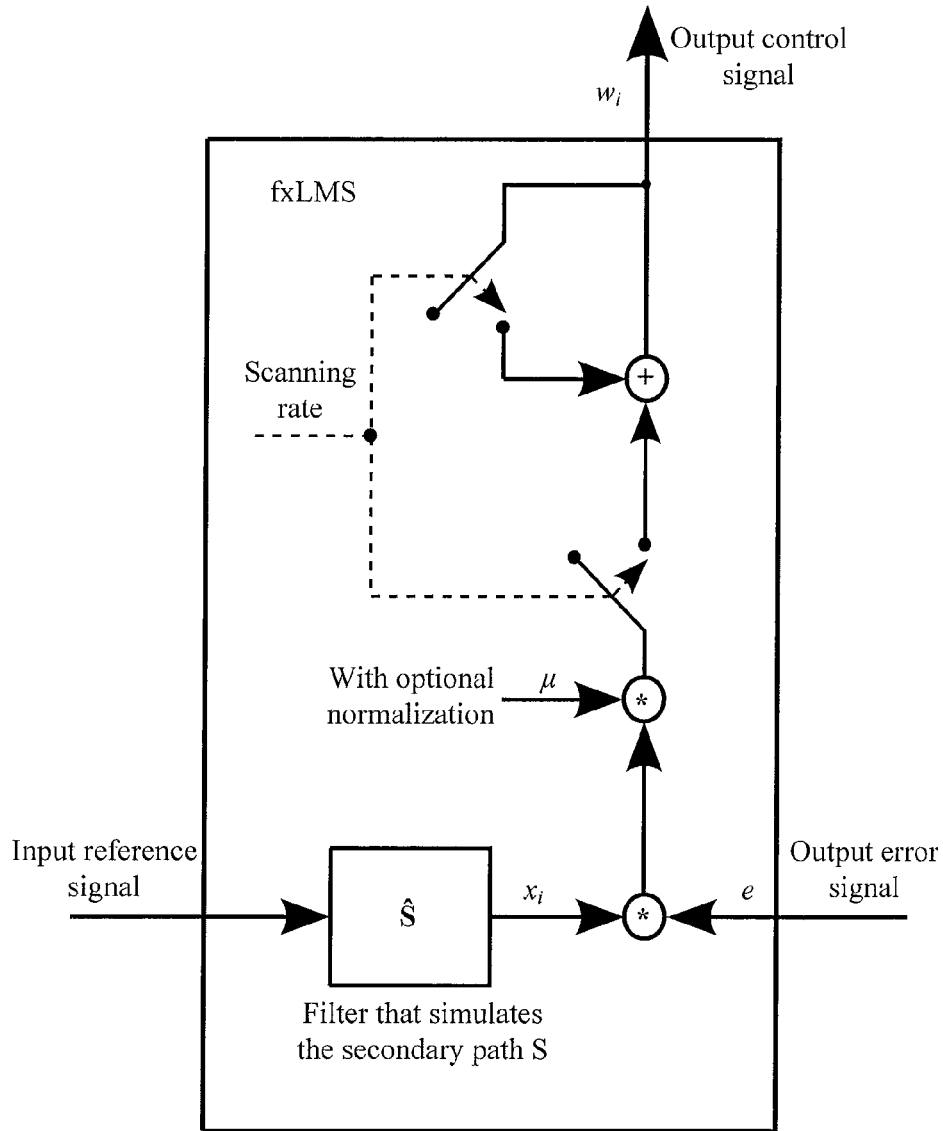 Output control
signal
w_i
fxLMS
+
Scanning
rate
With optional
normalization
μ
*
Input reference
signal
Ŝ
x_i
*
e
Output error
signal
Filter that simulates
the secondary path S